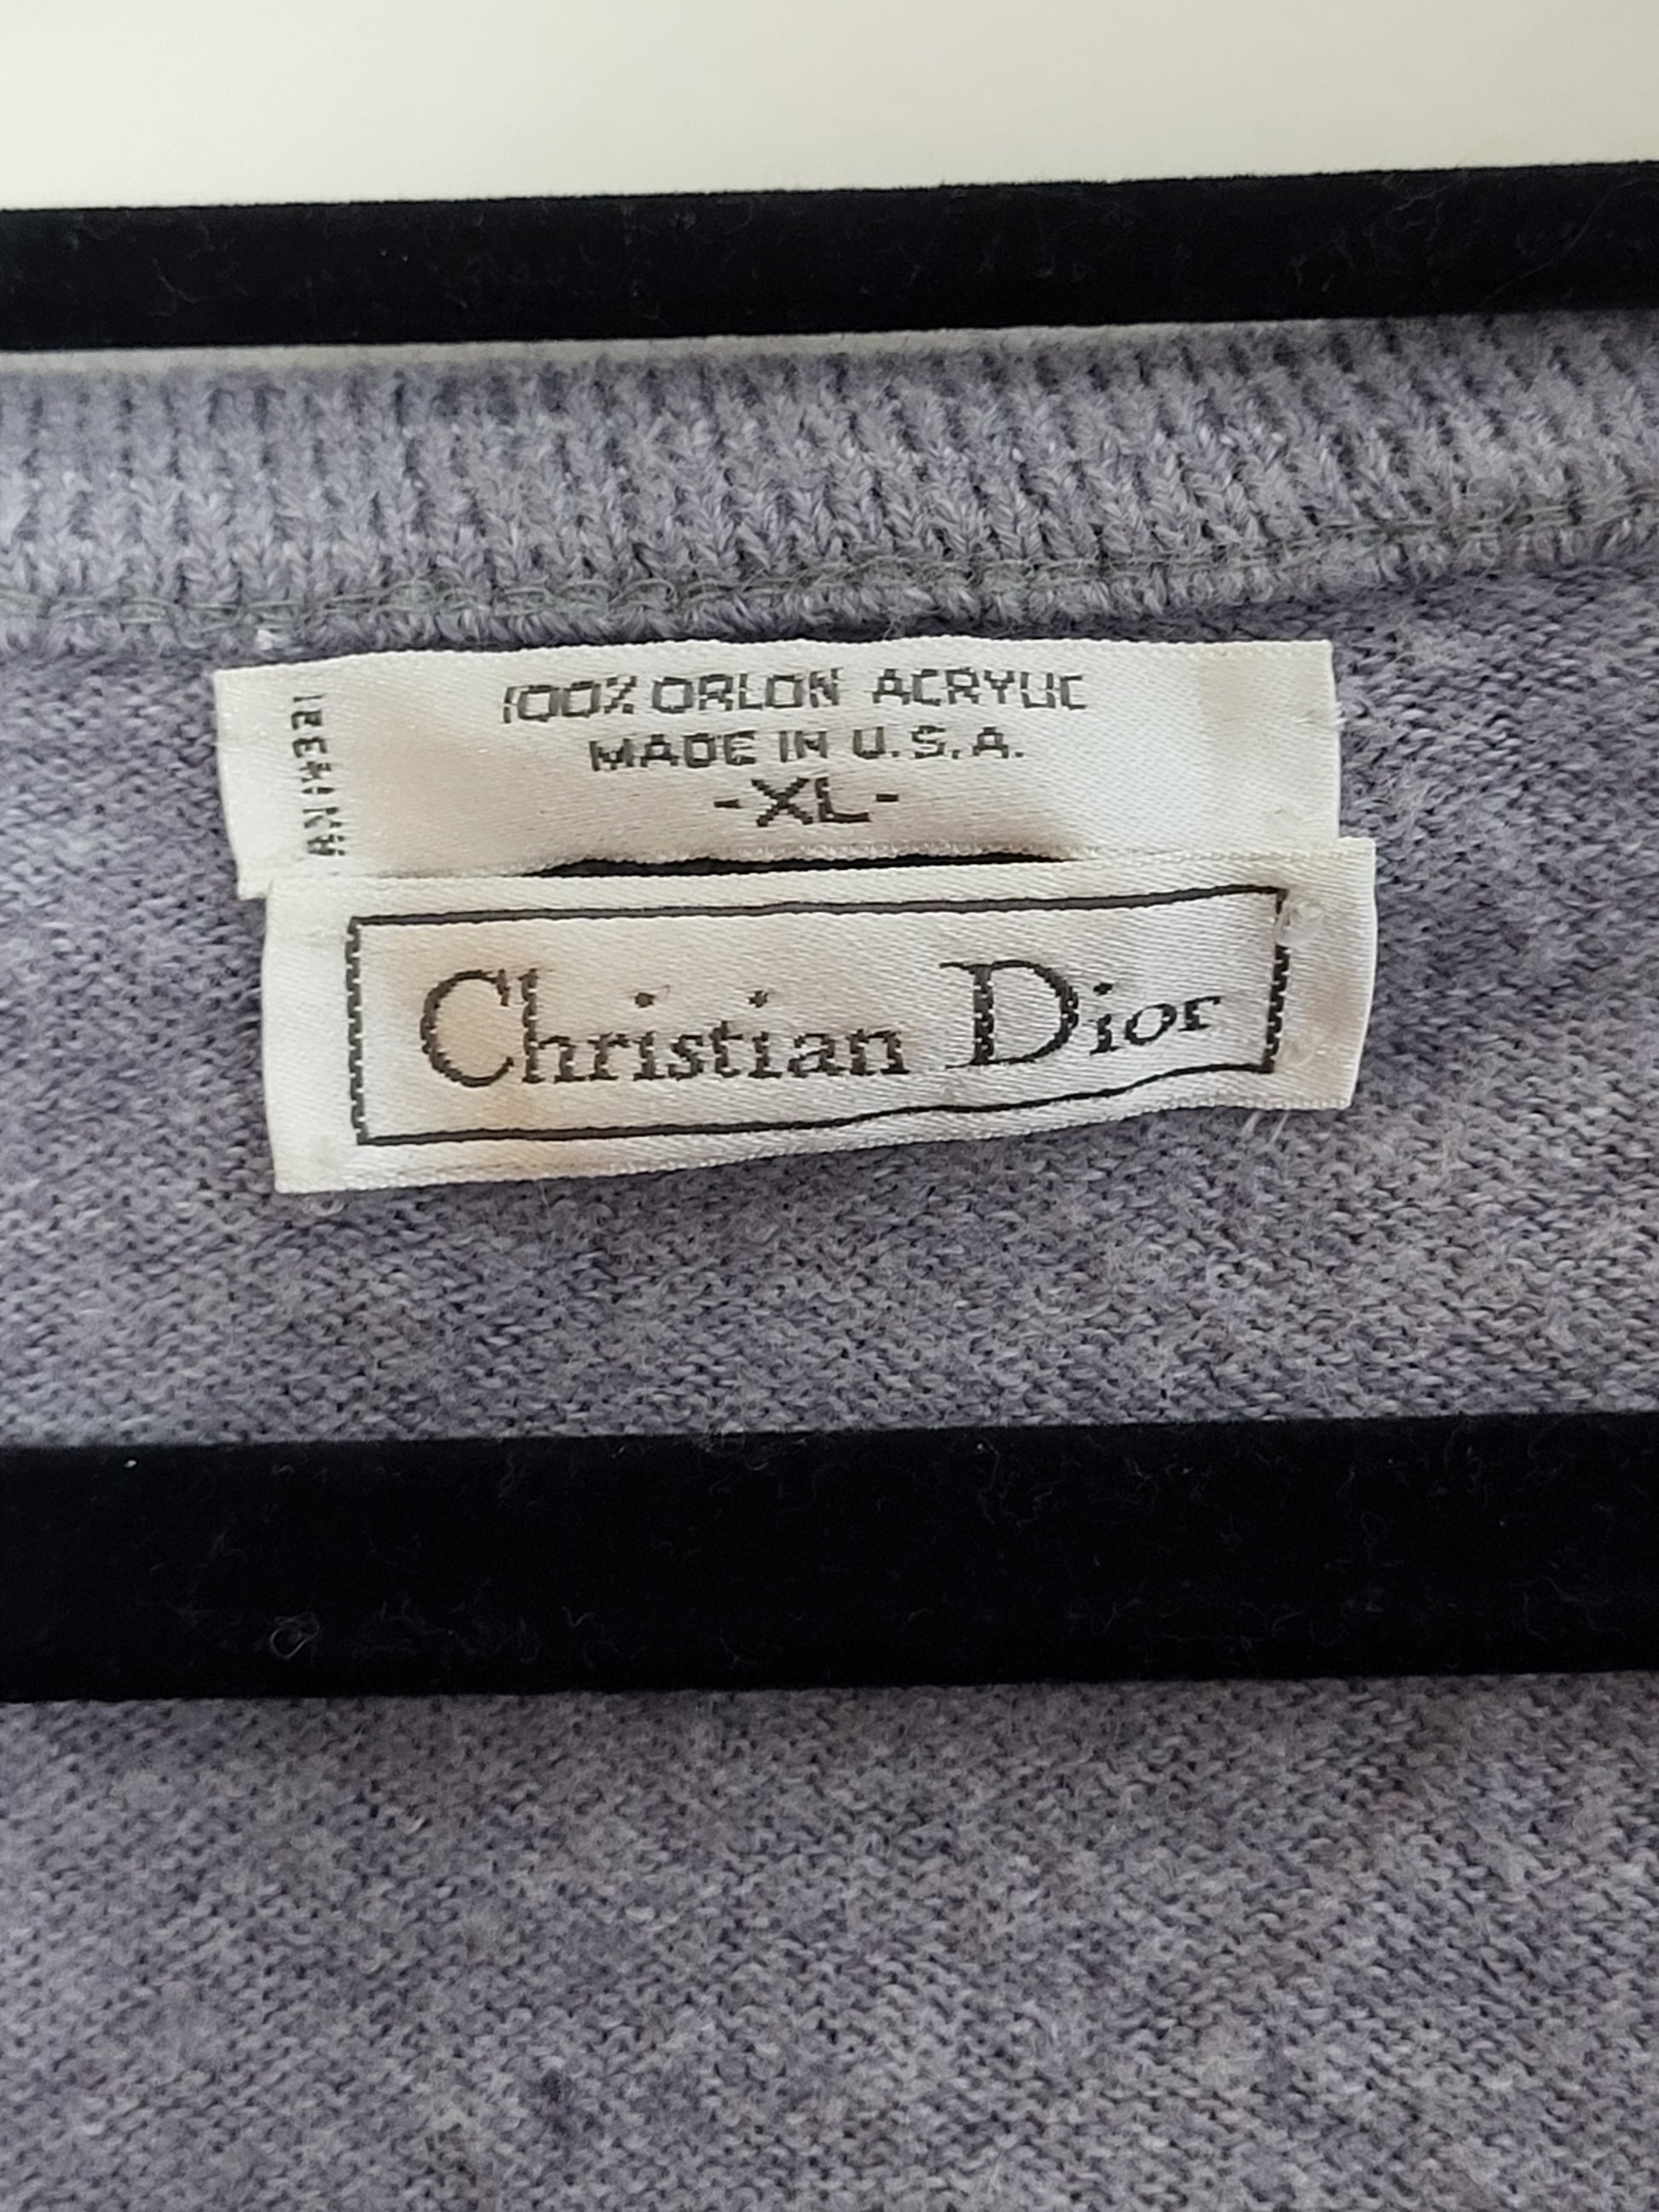 100% ORLON ACRYLIC
MADE IN U.S.A.
-XL-
Christian Dior